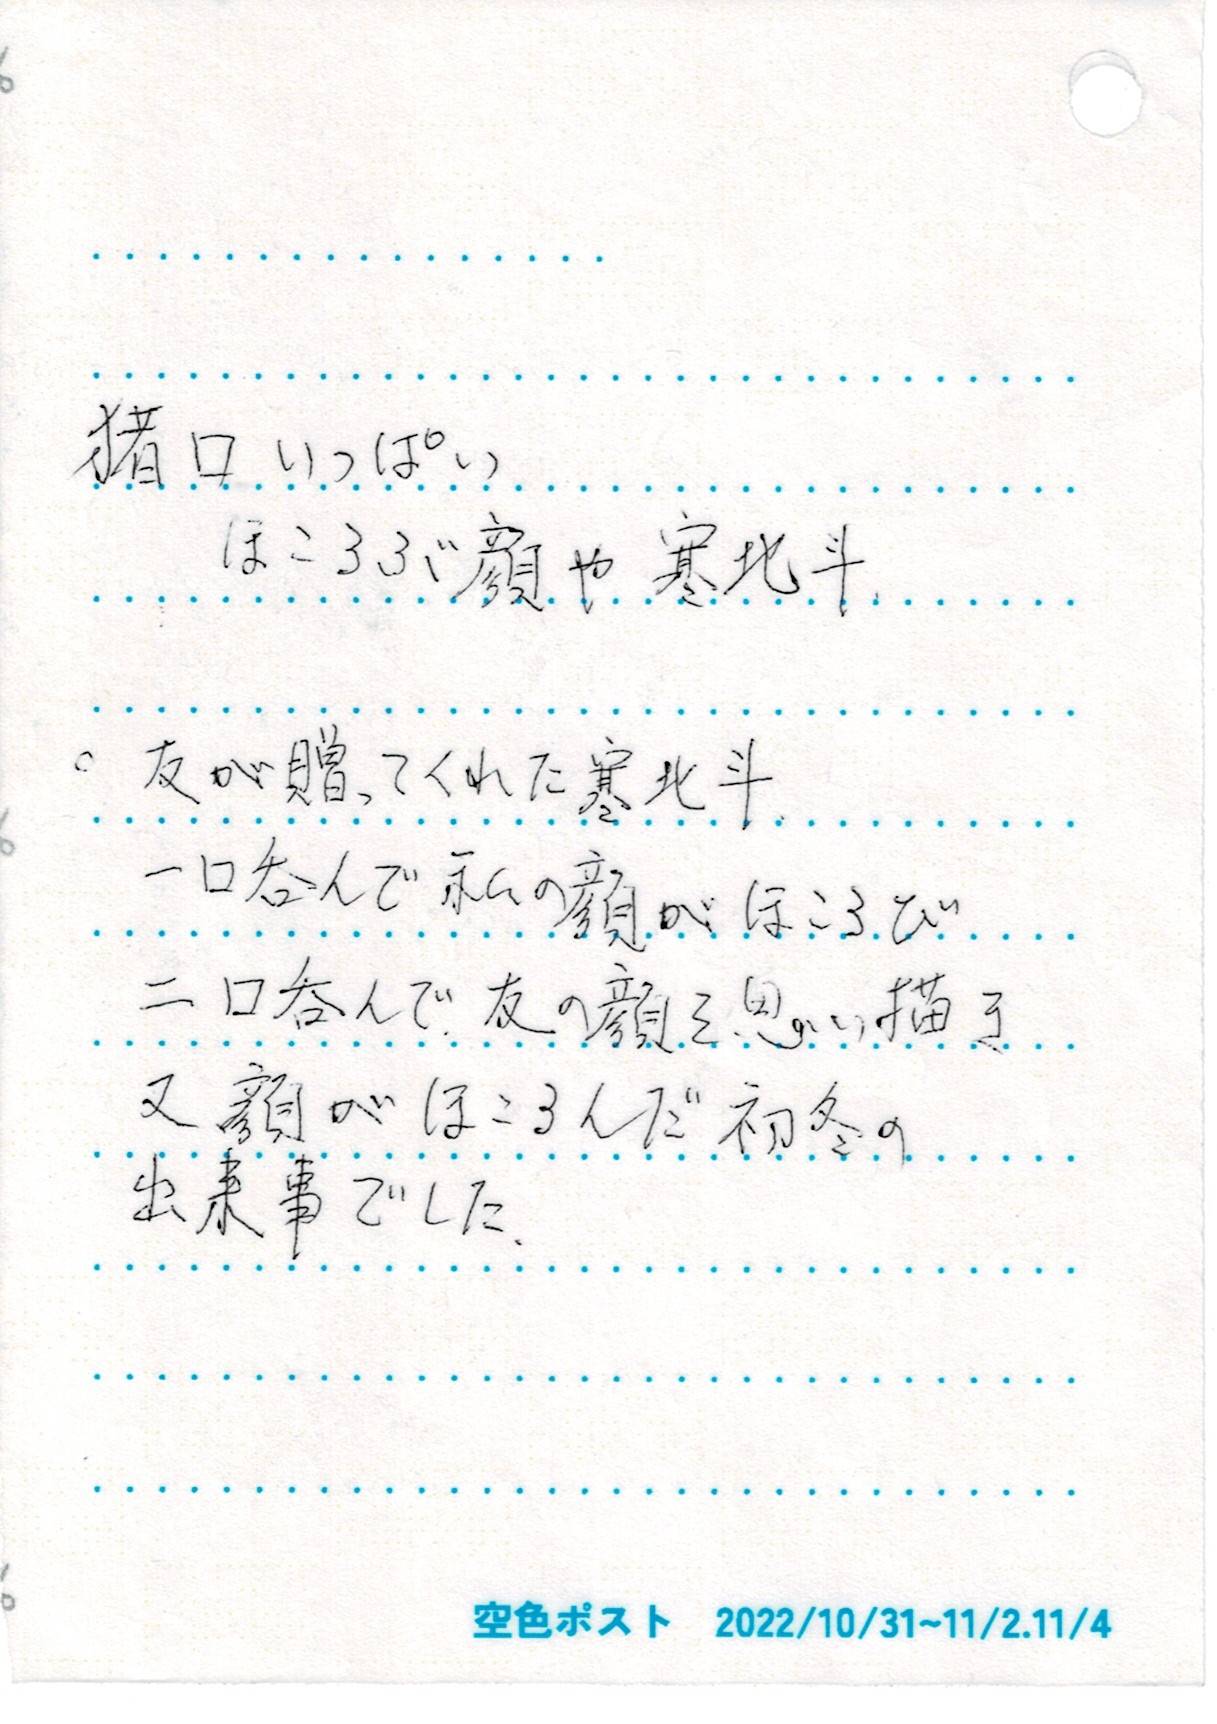 猪口いっぱい
ほころぶ顔や寒北斗
。友が贈ってくれた寒北斗、
一口呑んで私の顔がほころび
二口呑んで、友の顔を思い描き
又顔がほころんだ初冬の
出来事でした、
空色ポスト 2022/10/31~11/2.11/4